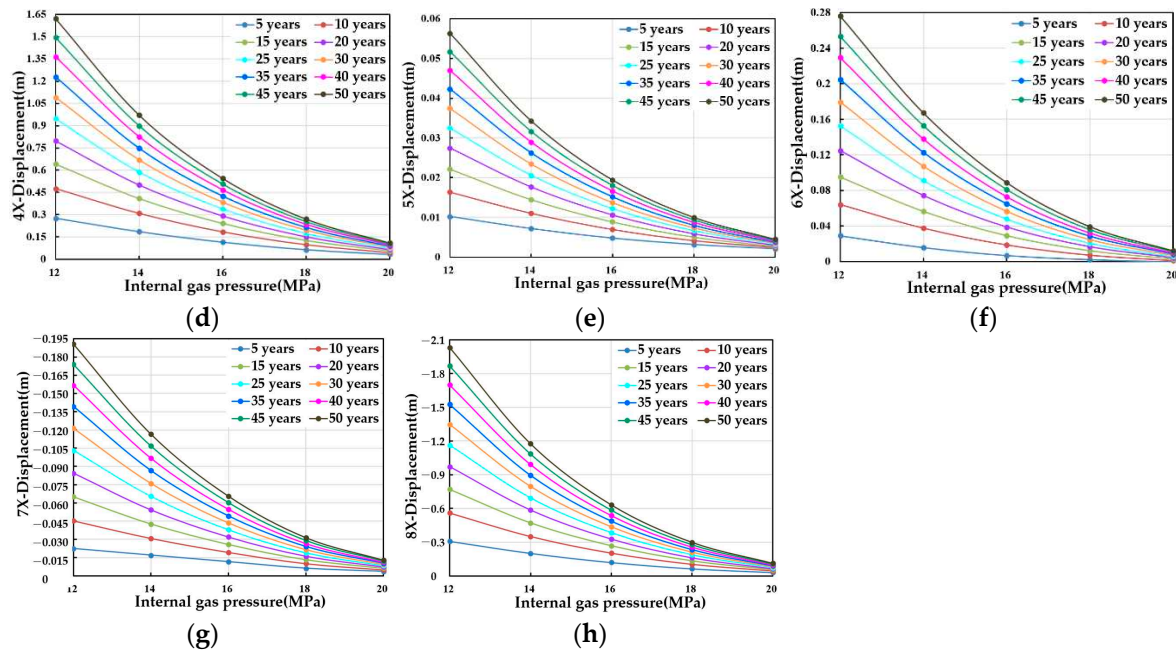 4X-Displacement(m)
1.65
1.5
1.35
1.2
1.05
0.9
0.75
0.6
0.45
0.3
0.15
0
5 years 10 years
15 years 20 years
25 years 30 years
35 years 40 years
45 years 50 years
12 14 16 18 20
Internal gas pressure(MPa)
(d)
5X-Displacement(m)
0.06
0.05
0.04
0.03
0.02
0.01
0
5 years 10 years
15 years 20 years
25 years 30 years
35 years 40 years
45 years 50 years
12 14 16 18 20
Internal gas pressure(MPa)
(e)
6X-Displacement(m)
0.28
0.24
0.2
0.16
0.12
0.08
0.04
0
5 years 10 years
15 years 20 years
25 years 30 years
35 years 40 years
45 years 50 years
12 14 16 18 20
Internal gas pressure(MPa)
(f)
7X-Displacement(m)
−0.195
−0.180
−0.165
−0.150
−0.135
−0.120
−0.105
−0.090
−0.075
−0.060
−0.045
−0.030
−0.015
0
5 years 10 years
15 years 20 years
25 years 30 years
35 years 40 years
45 years 50 years
12 14 16 18 20
Internal gas pressure(MPa)
(g)
8X-Displacement(m)
−2.1
−1.8
−1.5
−1.2
−0.9
−0.6
−0.3
0
5 years 10 years
15 years 20 years
25 years 30 years
35 years 40 years
45 years 50 years
12 14 16 18 20
Internal gas pressure(MPa)
(h)